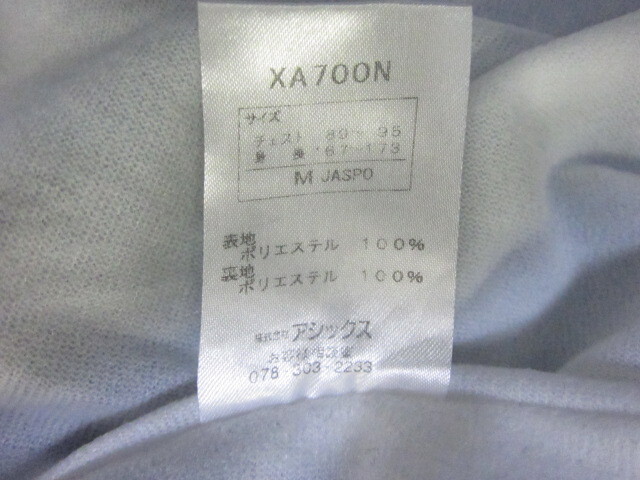 XA700N
サイズ
チェスト 89~95
身長 167~173
M JASPO
表地
ポリエステル 100%
裏地
ポリエステル 100%
株式会社アシックス
お客様相談室
078-303-2233